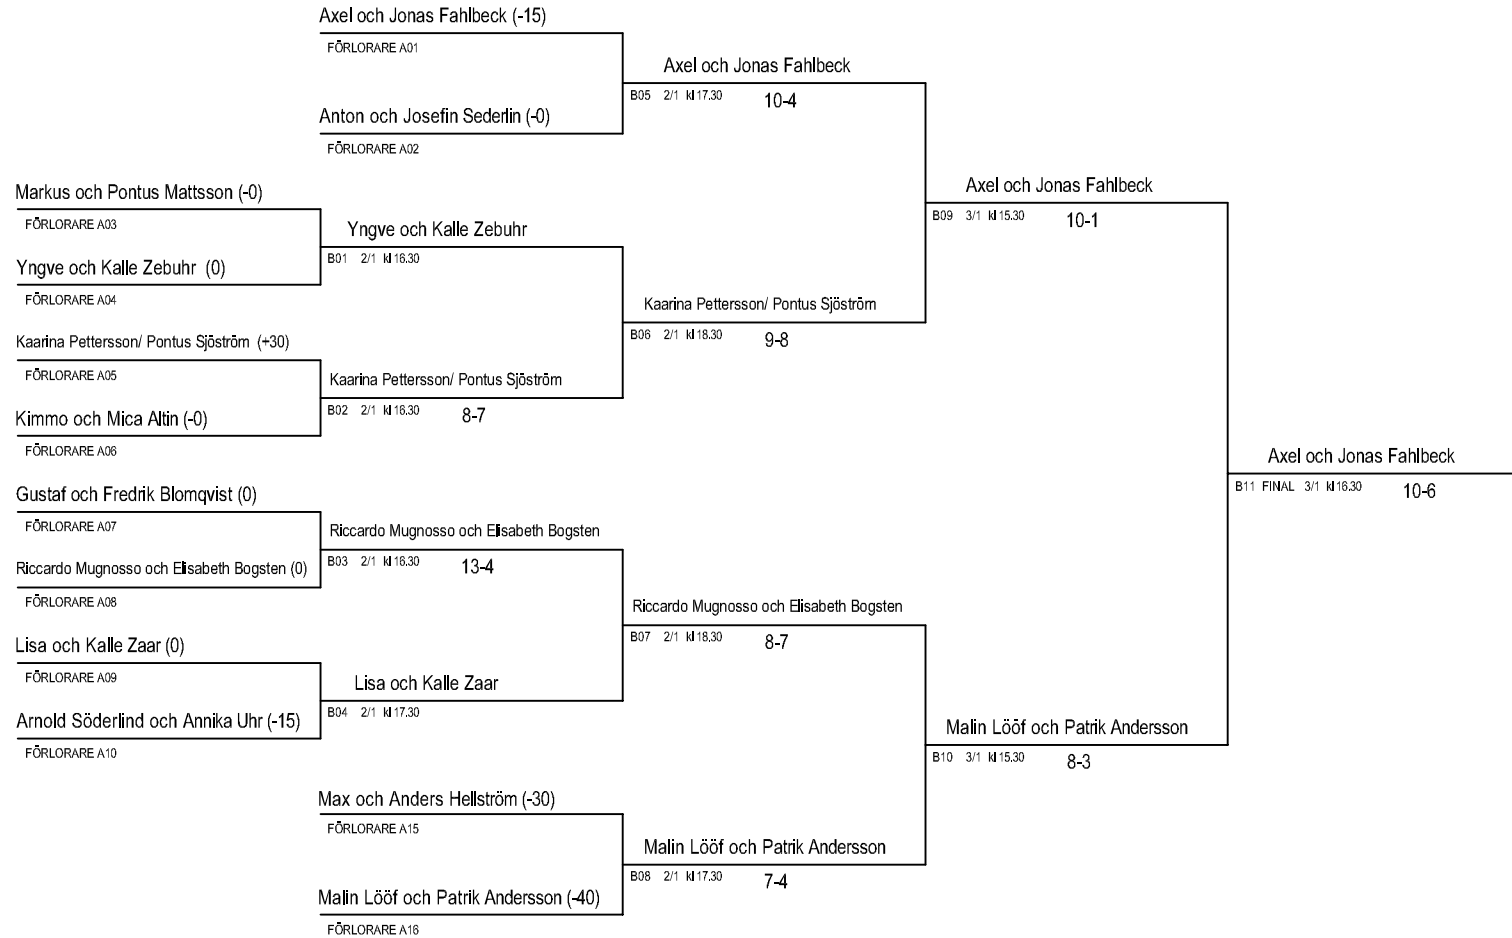 Axel och Jonas Fahlbeck (-15)
FÖRLORARE A01
Axel och Jonas Fahlbeck
B05 2/1 kl 17.30 10-4
Anton och Josefin Sederlin (-0)
FÖRLORARE A02
Markus och Pontus Mattsson (-0)
FÖRLORARE A03
Yngve och Kalle Zebuhr
B01 2/1 kl 16.30
Yngve och Kalle Zebuhr (0)
FÖRLORARE A04
Kaarina Pettersson/ Pontus Sjöström
B06 2/1 kl 18.30 9-8
Kaarina Pettersson/ Pontus Sjöström (+30)
FÖRLORARE A05
Kaarina Pettersson/ Pontus Sjöström
B02 2/1 kl 16.30 8-7
Kimmo och Mica Altin (-0)
FÖRLORARE A06
Axel och Jonas Fahlbeck
B09 3/1 kl 15.30 10-1
Axel och Jonas Fahlbeck
B11 FINAL 3/1 kl 16.30 10-6
Gustaf och Fredrik Blomqvist (0)
FÖRLORARE A07
Riccardo Mugnosso och Elisabeth Bogsten
B03 2/1 kl 16.30 13-4
Riccardo Mugnosso och Elisabeth Bogsten (0)
FÖRLORARE A08
Riccardo Mugnosso och Elisabeth Bogsten
B07 2/1 kl 18.30 8-7
Lisa och Kalle Zaar (0)
FÖRLORARE A09
Lisa och Kalle Zaar
B04 2/1 kl 17.30
Arnold Söderlind och Annika Uhr (-15)
FÖRLORARE A10
Malin Lööf och Patrik Andersson
B10 3/1 kl 15.30 8-3
Max och Anders Hellström (-30)
FÖRLORARE A15
Malin Lööf och Patrik Andersson
B08 2/1 kl 17.30 7-4
Malin Lööf och Patrik Andersson (-40)
FÖRLORARE A16